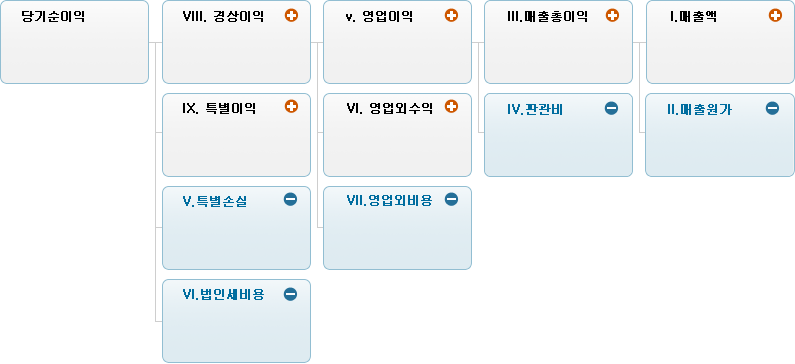 당기순이익
VIII. 경상이익
v. 영업이익
III.매출총이익
I.매출액
IX. 특별이익
VI. 영업외수익
IV.판관비
II.매출원가
V.특별손실
VII.영업외비용
VI.법인세비용